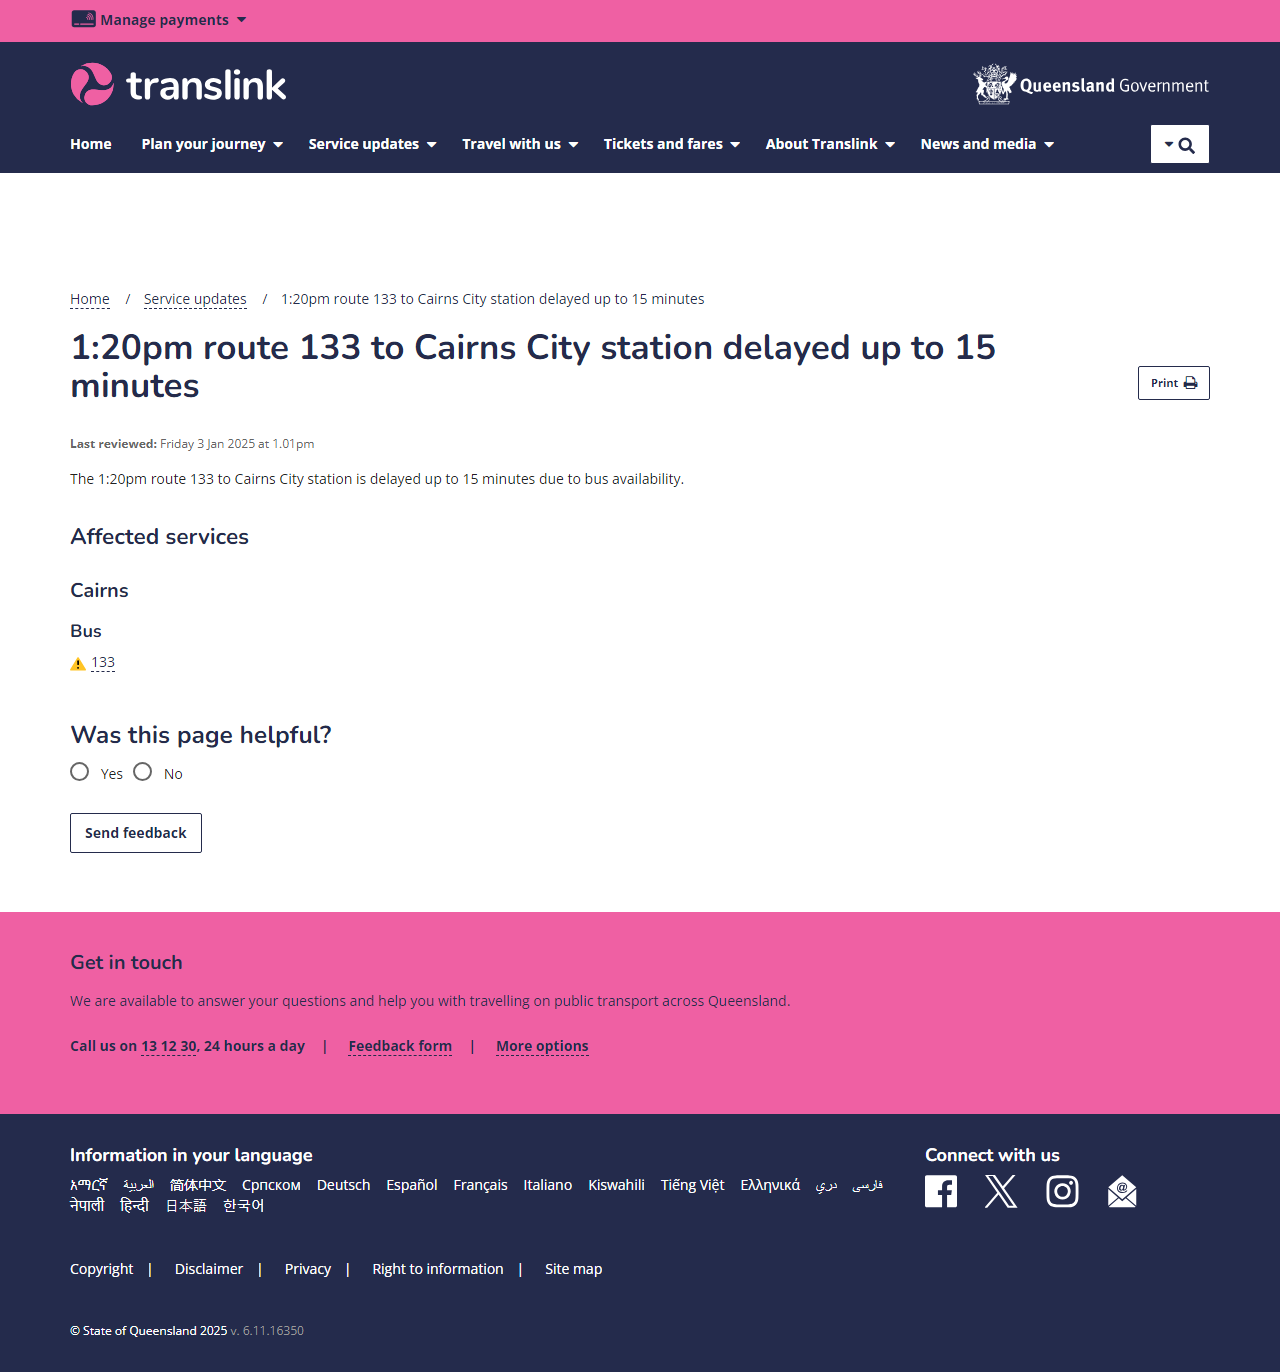 Manage payments
translink
Queensland Government
Home Plan your journey Service updates Travel with us Tickets and fares About Translink News and media
Home / Service updates / 1:20pm route 133 to Cairns City station delayed up to 15 minutes
1:20pm route 133 to Cairns City station delayed up to 15
minutes
Print
Last reviewed: Friday 3 Jan 2025 at 1.01pm
The 1:20pm route 133 to Cairns City station is delayed up to 15 minutes due to bus availability.
Affected services
Cairns
Bus
133
Was this page helpful?
Yes No
Send feedback
Get in touch
We are available to answer your questions and help you with travelling on public transport across Queensland.
Call us on 13 12 30, 24 hours a day | Feedback form | More options
Information in your language
አማርኛ العربية 简体中文 Српском Deutsch Español Français Italiano Kiswahili Tiếng Việt Ελληνικά دري فارسی
नेपाली हिन्दी 日本語 한국어
Connect with us
Copyright | Disclaimer | Privacy | Right to information | Site map
© State of Queensland 2025 v. 6.11.16350